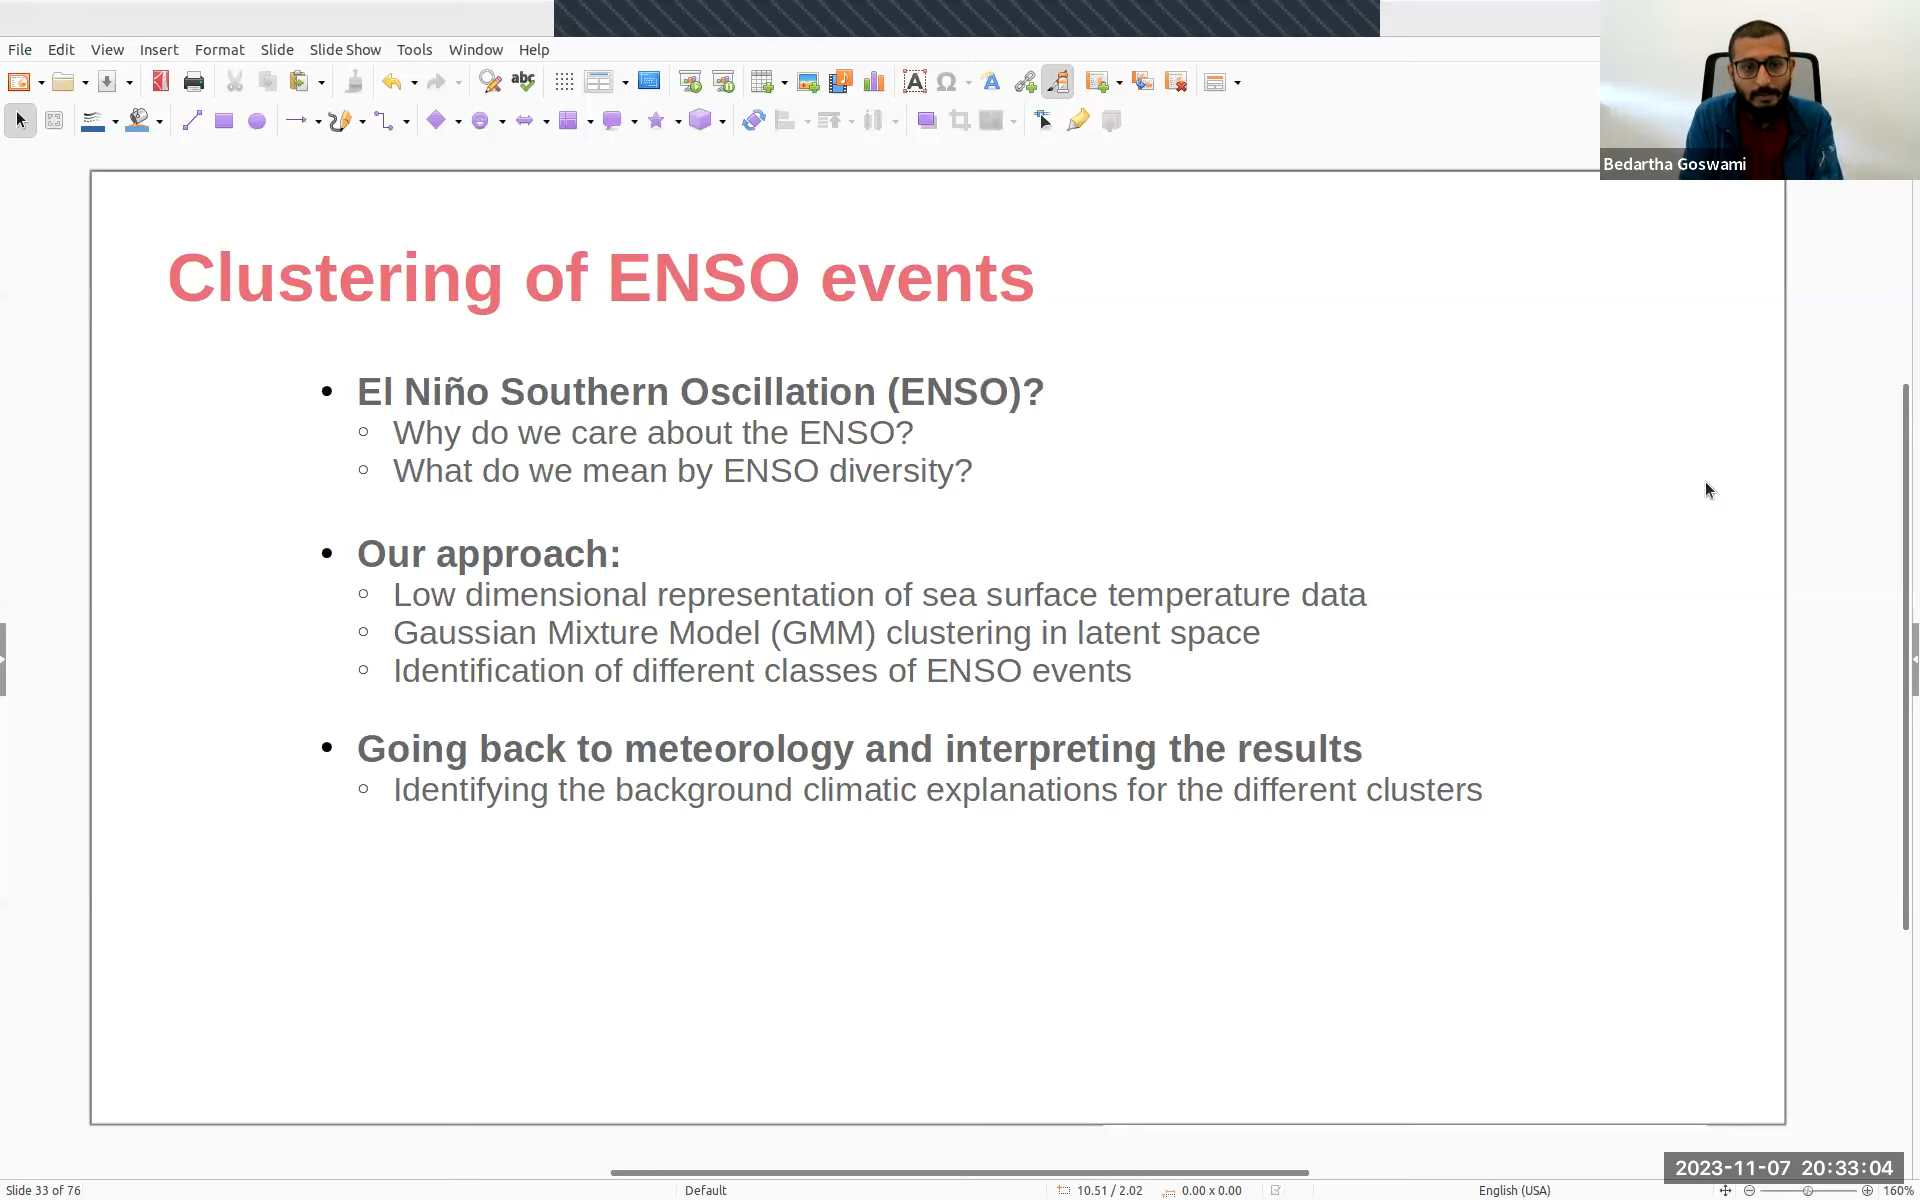 File Edit View Insert Format Slide Slide Show Tools Window Help
Bedartha Goswami
Clustering of ENSO events
• El Niño Southern Oscillation (ENSO)?
○ Why do we care about the ENSO?
○ What do we mean by ENSO diversity?
• Our approach:
○ Low dimensional representation of sea surface temperature data
○ Gaussian Mixture Model (GMM) clustering in latent space
○ Identification of different classes of ENSO events
• Going back to meteorology and interpreting the results
○ Identifying the background climatic explanations for the different clusters
2023-11-07 20:33:04
Slide 33 of 76 Default 10.51 / 2.02 0.00 x 0.00 English (USA) 160%